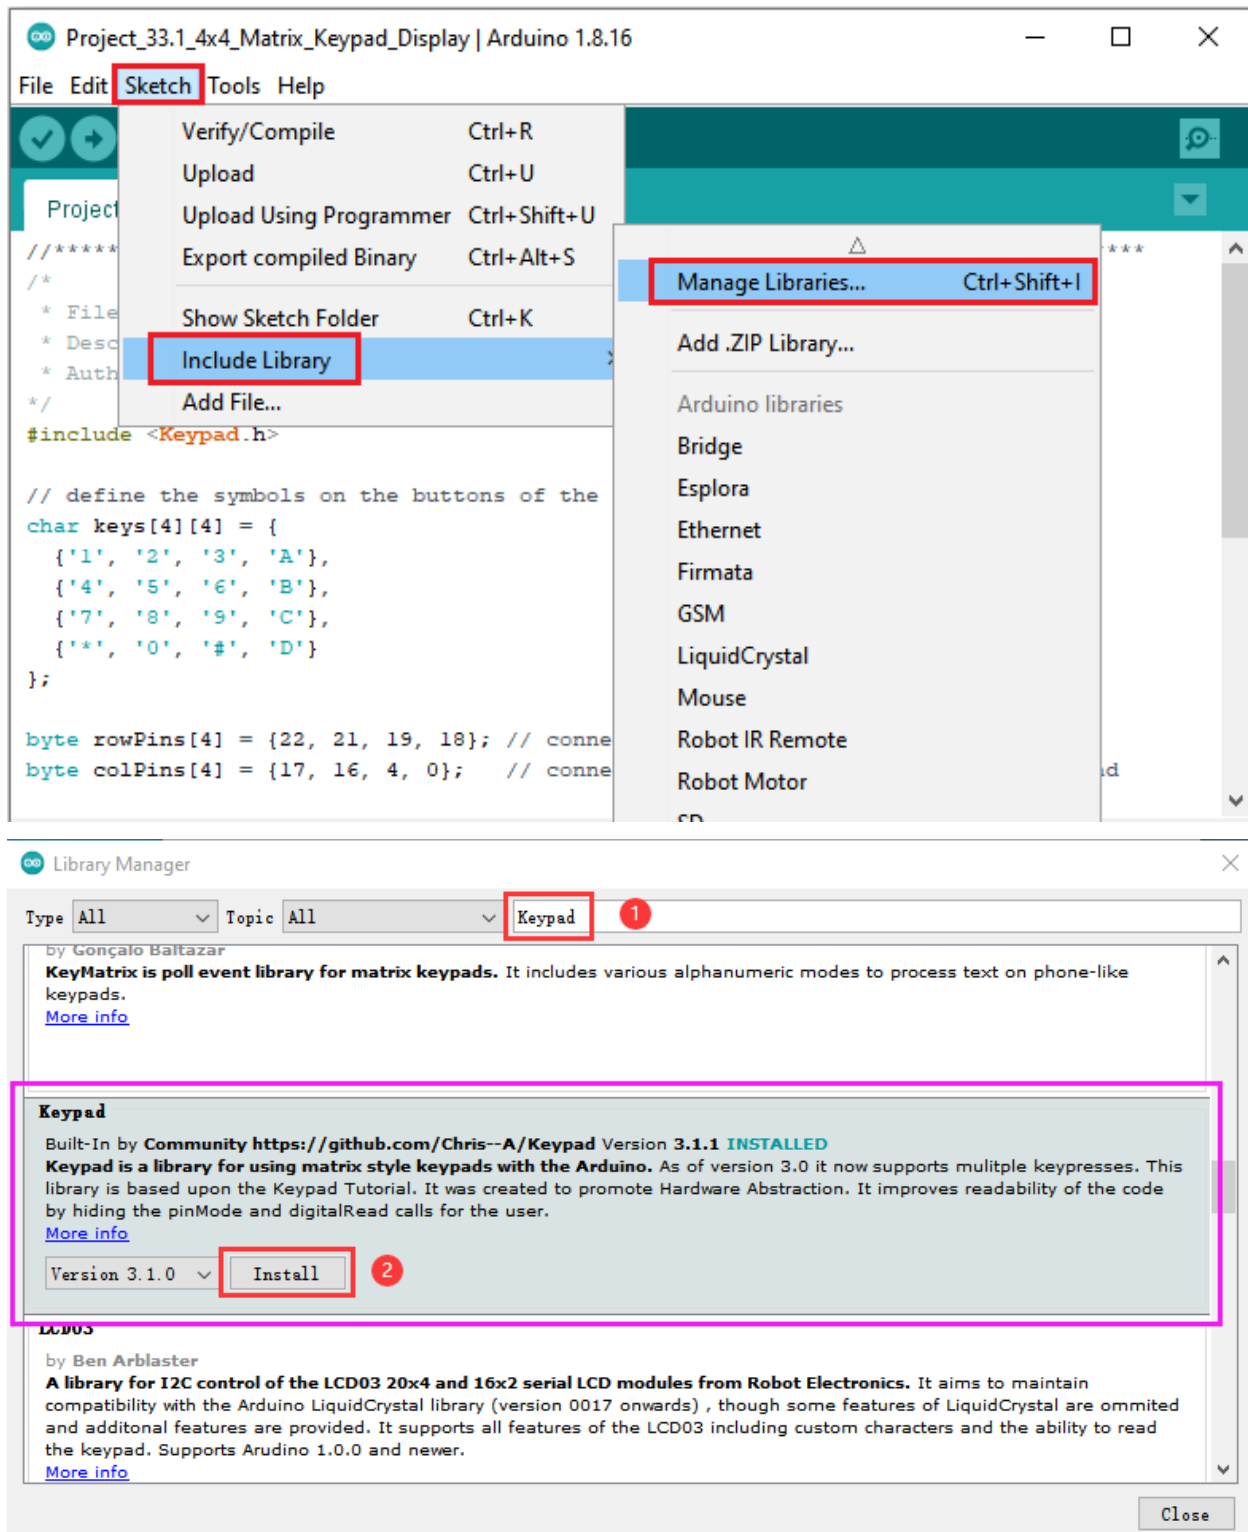 Project_33.1_4x4_Matrix_Keypad_Display | Arduino 1.8.16
File Edit Sketch Tools Help
Verify/Compile Ctrl+R
Upload Ctrl+U
Project
Upload Using Programmer Ctrl+Shift+U
//***** ****
Export compiled Binary Ctrl+Alt+S
/*
Manage Libraries... Ctrl+Shift+I
* File
Show Sketch Folder Ctrl+K
* Desc
Add .ZIP Library...
Include Library
* Auth
*/
Add File...
Arduino libraries
#include <Keypad.h>
Bridge
// define the symbols on the buttons of the
Esplora
char keys[4][4] = {
Ethernet
{'1', '2', '3', 'A'},
Firmata
{'4', '5', '6', 'B'},
GSM
{'7', '8', '9', 'C'},
LiquidCrystal
{'*', '0', '#', 'D'}
};
Mouse
byte rowPins[4] = {22, 21, 19, 18}; // conne
Robot IR Remote
byte colPins[4] = {17, 16, 4, 0}; // conne
Robot Motor
SD
Library Manager
Type All Topic All Keypad 1
by Gonçalo Baltazar
KeyMatrix is poll event library for matrix keypads. It includes various alphanumeric modes to process text on phone-like
keypads.
More info
Keypad
Built-In by Community https://github.com/Chris--A/Keypad Version 3.1.1 INSTALLED
Keypad is a library for using matrix style keypads with the Arduino. As of version 3.0 it now supports mulitple keypresses. This
library is based upon the Keypad Tutorial. It was created to promote Hardware Abstraction. It improves readability of the code
by hiding the pinMode and digitalRead calls for the user.
More info
Version 3.1.0 Install 2
LCD03
by Ben Arblaster
A library for I2C control of the LCD03 20x4 and 16x2 serial LCD modules from Robot Electronics. It aims to maintain
compatibility with the Arduino LiquidCrystal library (version 0017 onwards) , though some features of LiquidCrystal are ommited
and additonal features are provided. It supports all features of the LCD03 including custom characters and the ability to read
the keypad. Supports Arudino 1.0.0 and newer.
More info
Close